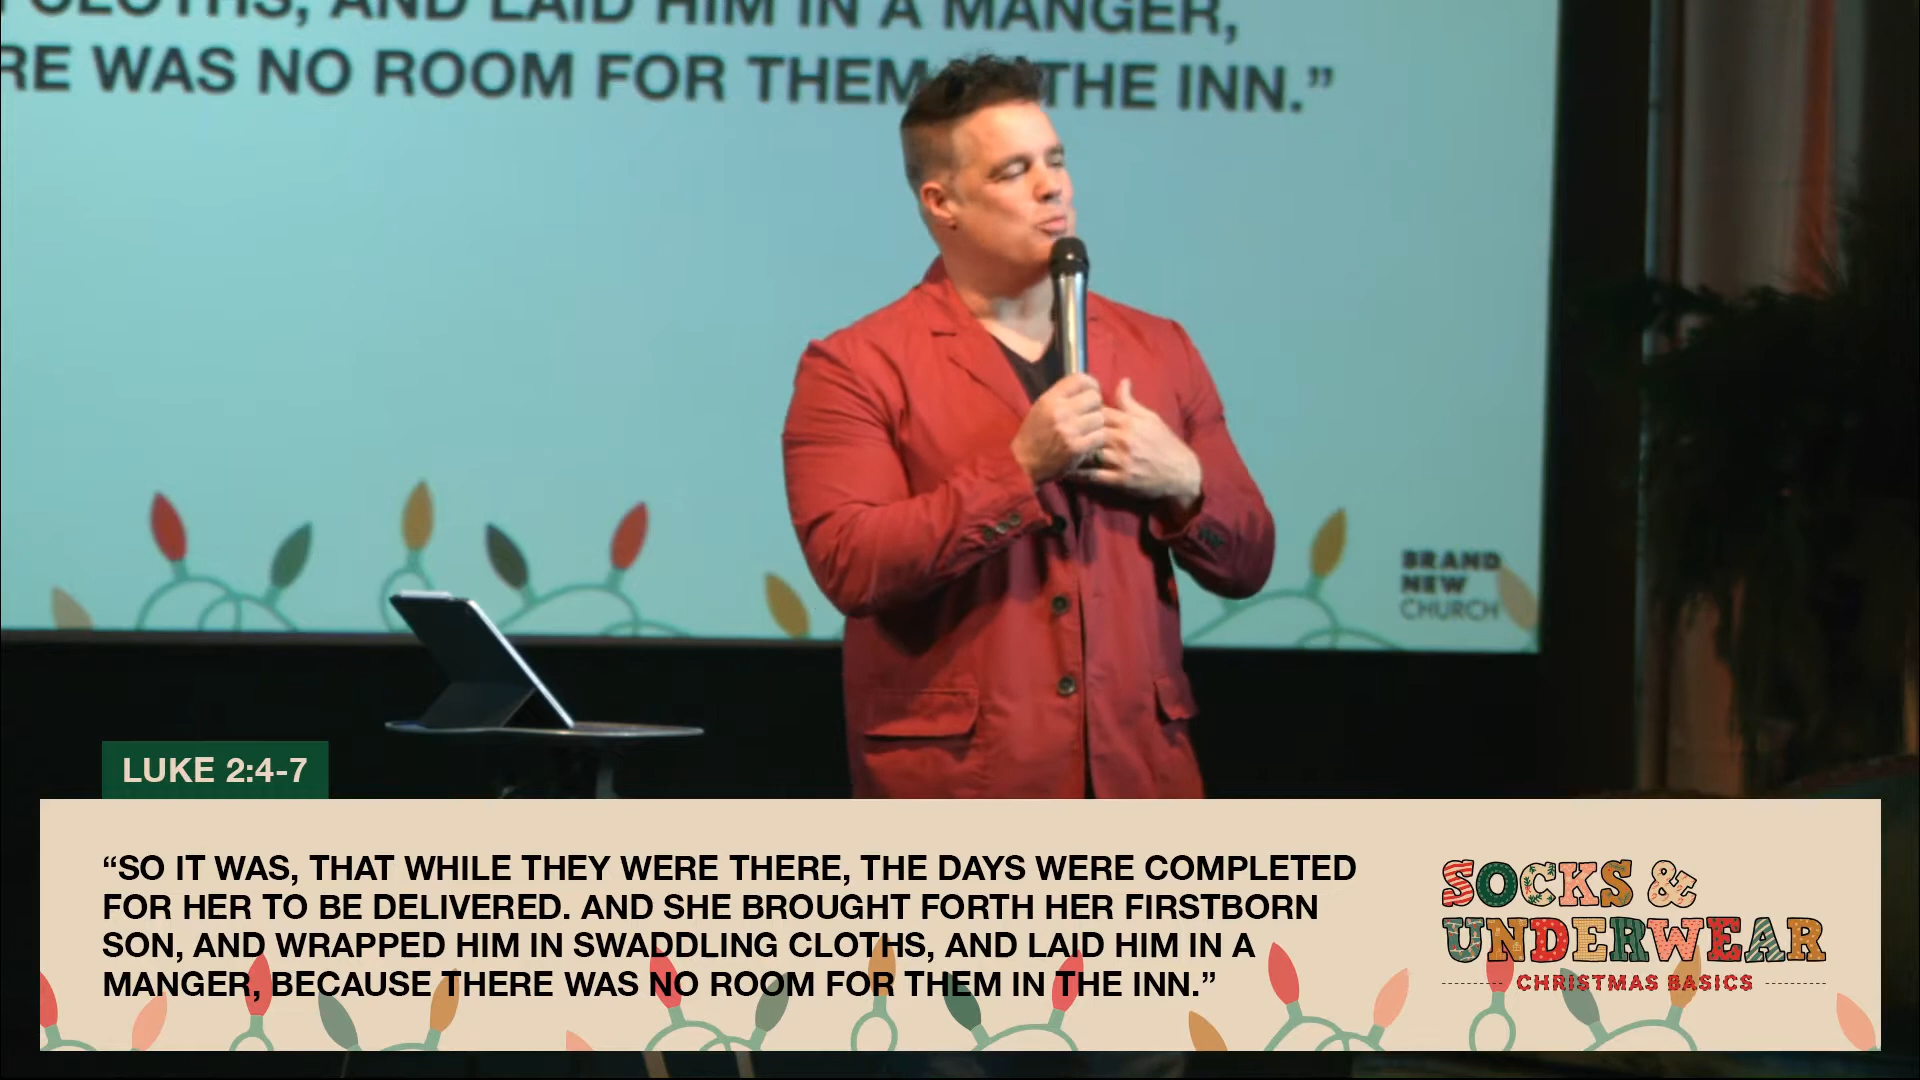 CLOTHS, AND LAID HIM IN A MANGER,
RE WAS NO ROOM FOR THEM THE INN.”
BRAND
NEW
CHURCH
LUKE 2:4-7
“SO IT WAS, THAT WHILE THEY WERE THERE, THE DAYS WERE COMPLETED
FOR HER TO BE DELIVERED. AND SHE BROUGHT FORTH HER FIRSTBORN
SON, AND WRAPPED HIM IN SWADDLING CLOTHS, AND LAID HIM IN A
MANGER, BECAUSE THERE WAS NO ROOM FOR THEM IN THE INN.”
SOCKS &
UNDERWEAR
CHRISTMAS BASICS